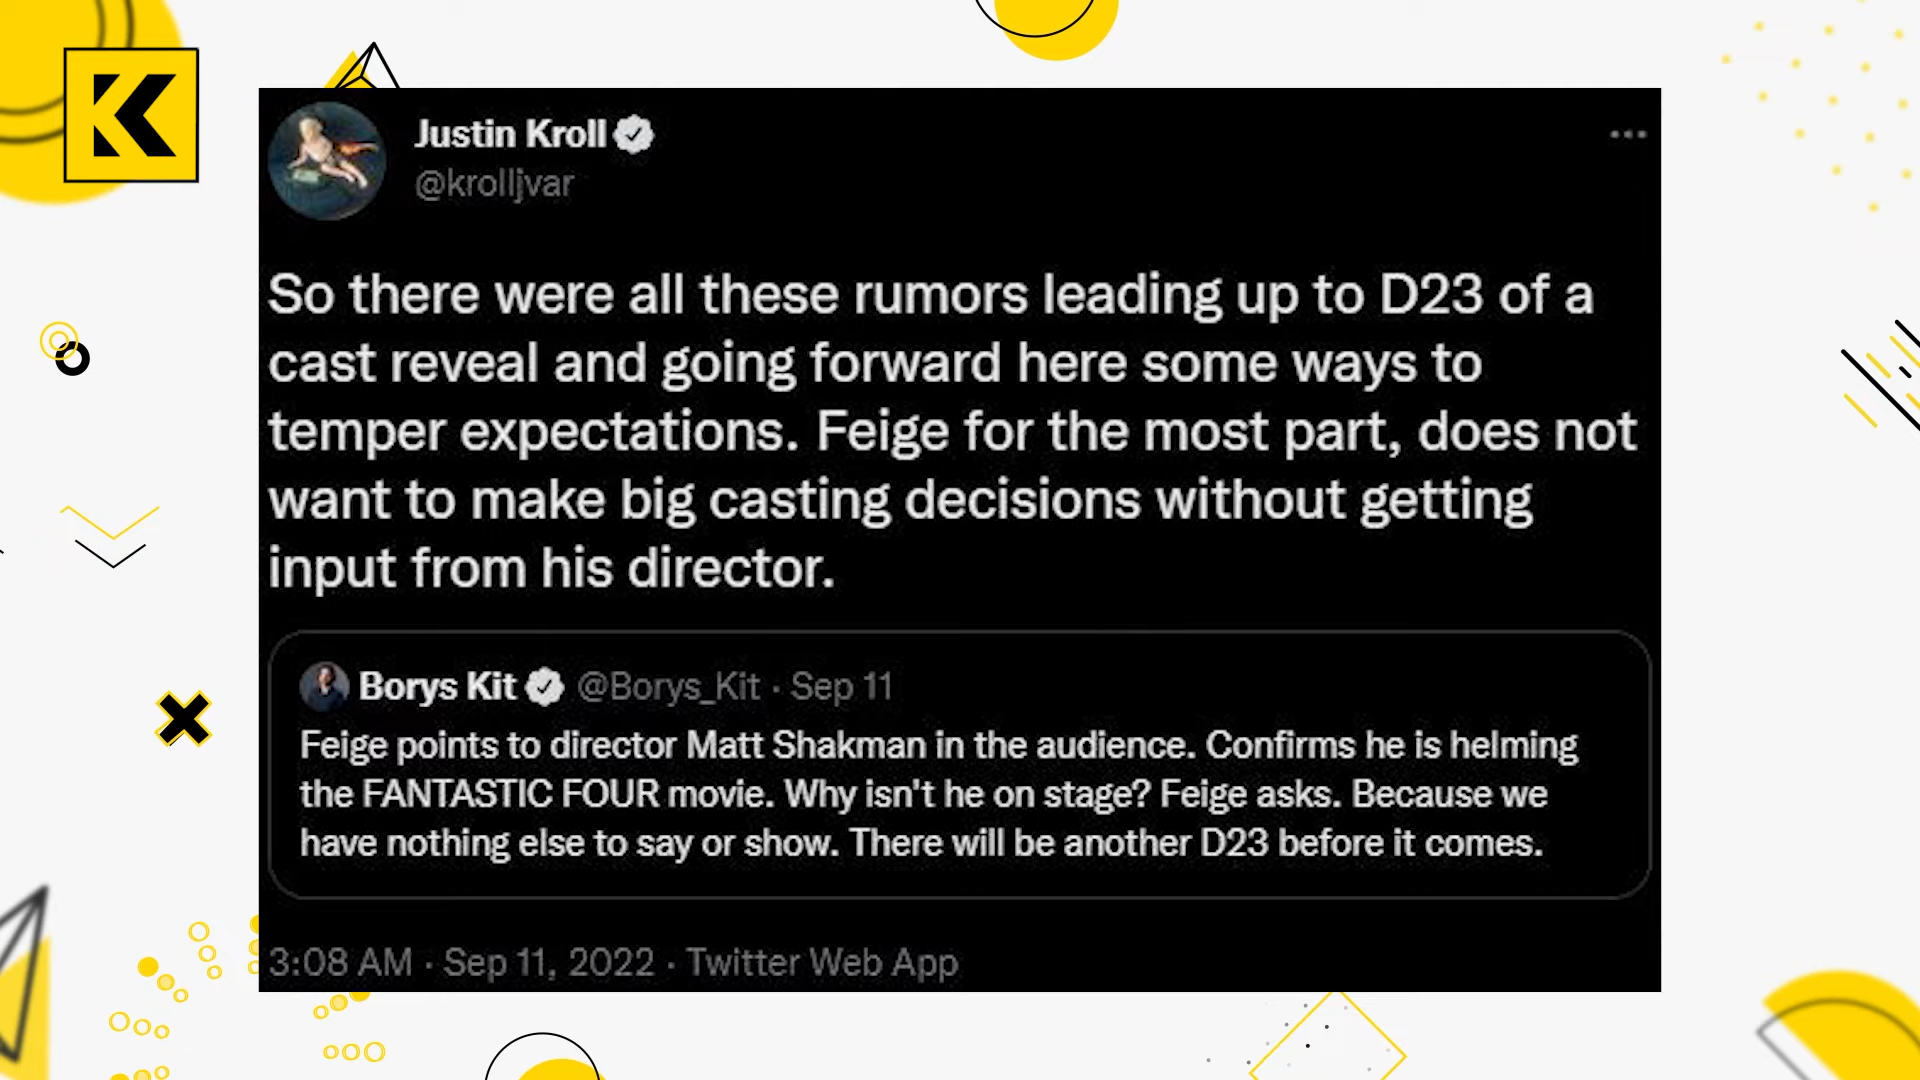 K
Justin Kroll
@krolljvar
So there were all these rumors leading up to D23 of a
cast reveal and going forward here some ways to
temper expectations. Feige for the most part, does not
want to make big casting decisions without getting
input from his director.
Borys Kit @Borys_Kit · Sep 11
Feige points to director Matt Shakman in the audience. Confirms he is helming
the FANTASTIC FOUR movie. Why isn't he on stage? Feige asks. Because we
have nothing else to say or show. There will be another D23 before it comes.
3:08 AM · Sep 11, 2022 · Twitter Web App